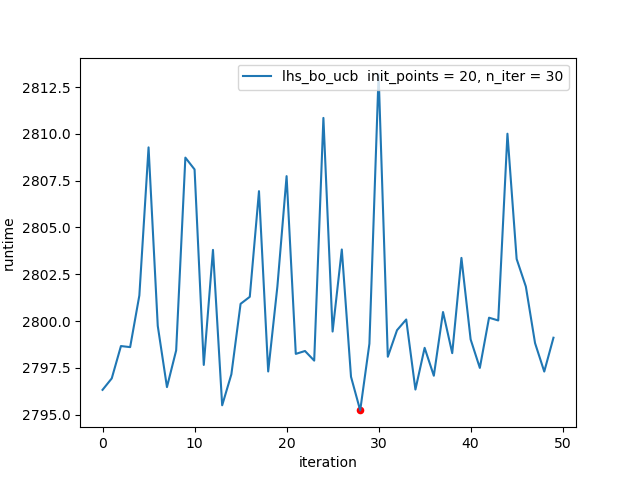 lhs_bo_ucb  init_points = 20, n_iter = 30
2812.5
2810.0
2807.5
2805.0
2802.5
2800.0
2797.5
2795.0
runtime
0 10 20 30 40 50
iteration